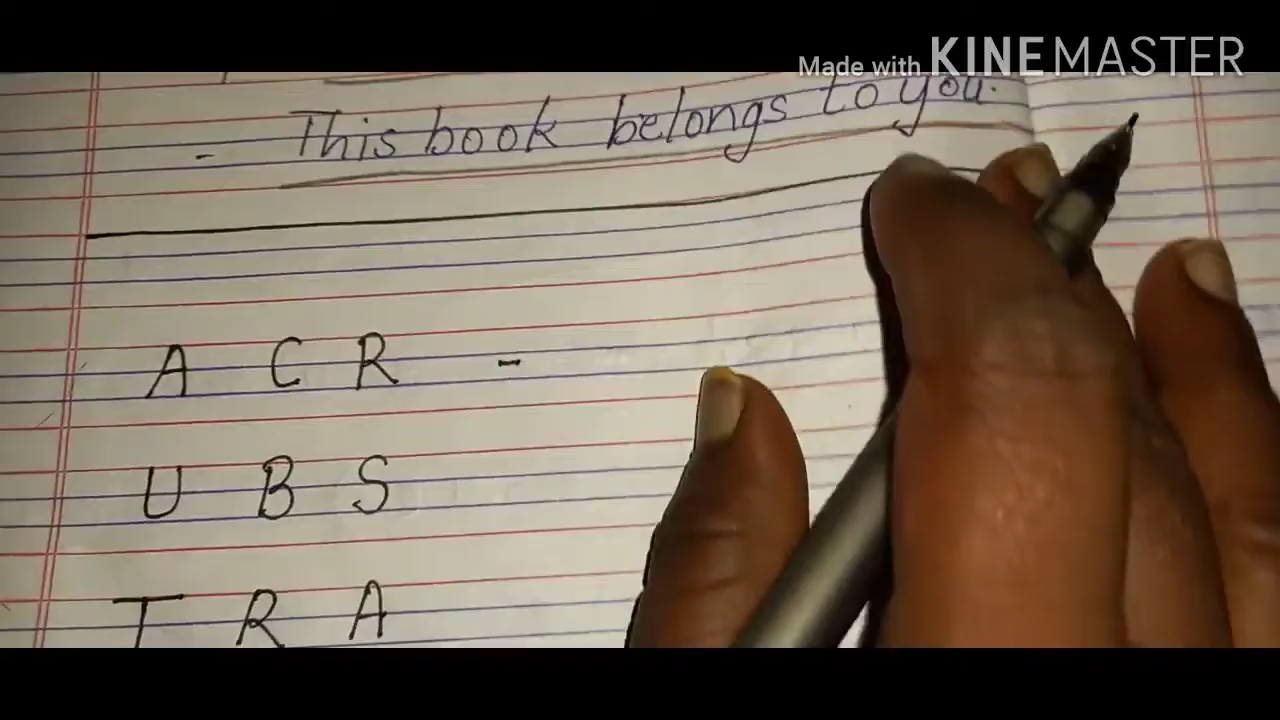 Made with KINEMASTER
- This book belongs to you.
A C R -
U B S
T R A